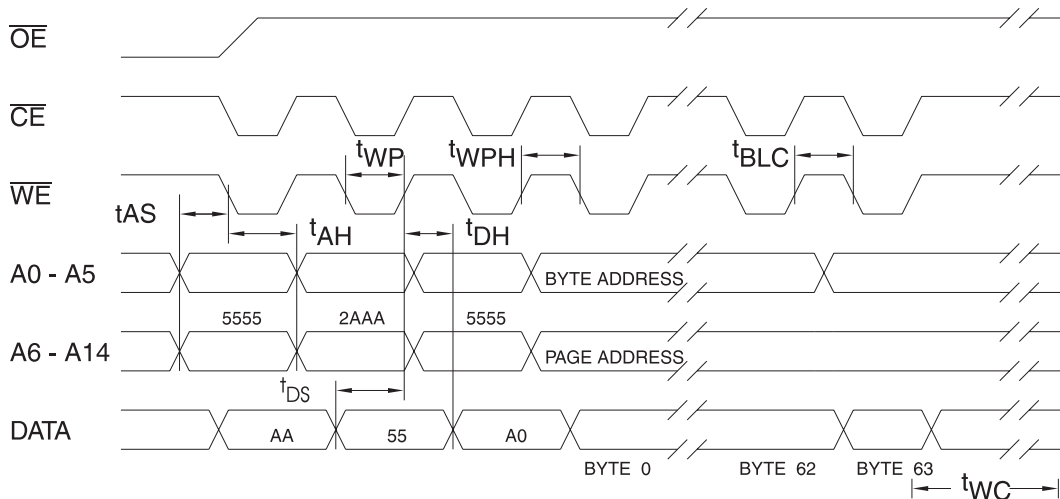 OE
CE
tWP
tWPH
tBLC
WE
tAS
tAH
tDH
A0 - A5
BYTE ADDRESS
5555
2AAA
5555
A6 - A14
PAGE ADDRESS
tDS
DATA
AA
55
A0
BYTE 0
BYTE 62
BYTE 63
tWC